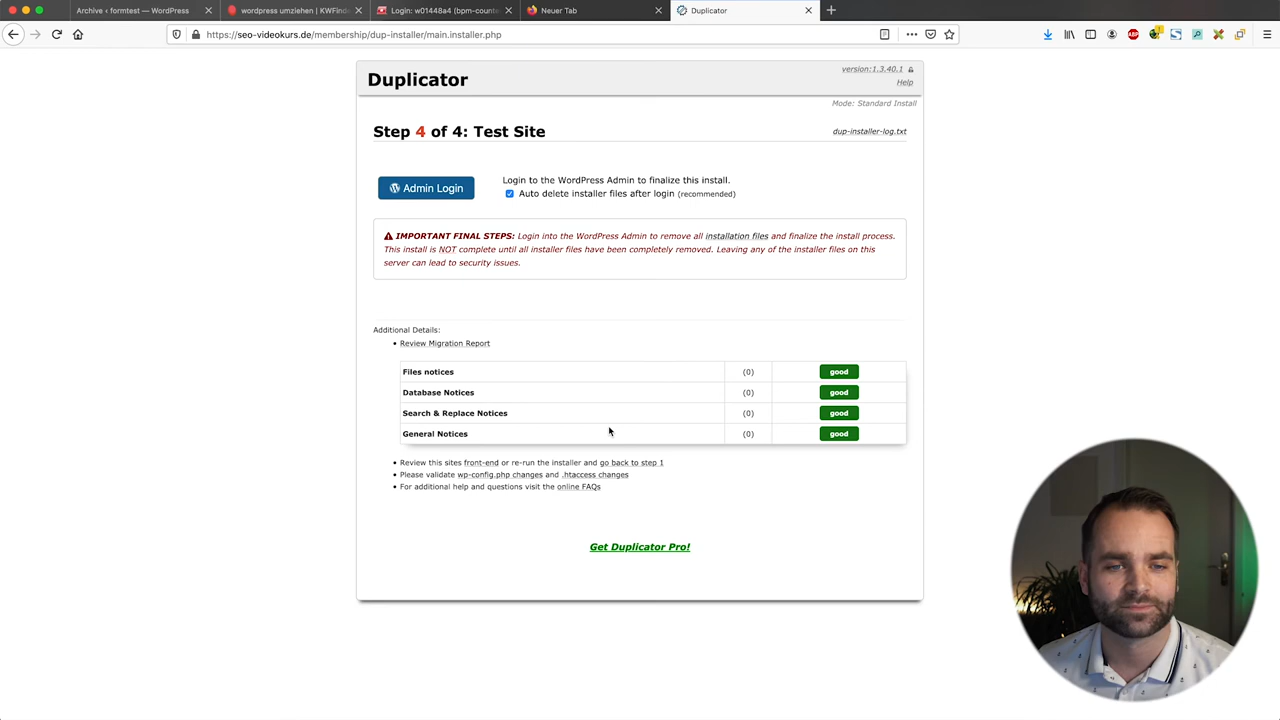 Archive ‹ formtest — WordPress
wordpress umziehen | KWFinde
Login: w01448a4 (bpm-counte
Neuer Tab
Duplicator
https://seo-videokurs.de/membership/dup-installer/main.installer.php
ABP
Duplicator
version:1.3.40.1
Help
Mode: Standard Install
Step 4 of 4: Test Site
dup-installer-log.txt
Admin Login
Login to the WordPress Admin to finalize this install.
Auto delete installer files after login (recommended)
IMPORTANT FINAL STEPS: Login into the WordPress Admin to remove all installation files and finalize the install process.
This install is NOT complete until all installer files have been completely removed. Leaving any of the installer files on this
server can lead to security issues.
Additional Details:
• Review Migration Report
Files notices (0) good
Database Notices (0) good
Search & Replace Notices (0) good
General Notices (0) good
• Review this sites front-end or re-run the installer and go back to step 1
• Please validate wp-config.php changes and .htaccess changes
• For additional help and questions visit the online FAQs
Get Duplicator Pro!